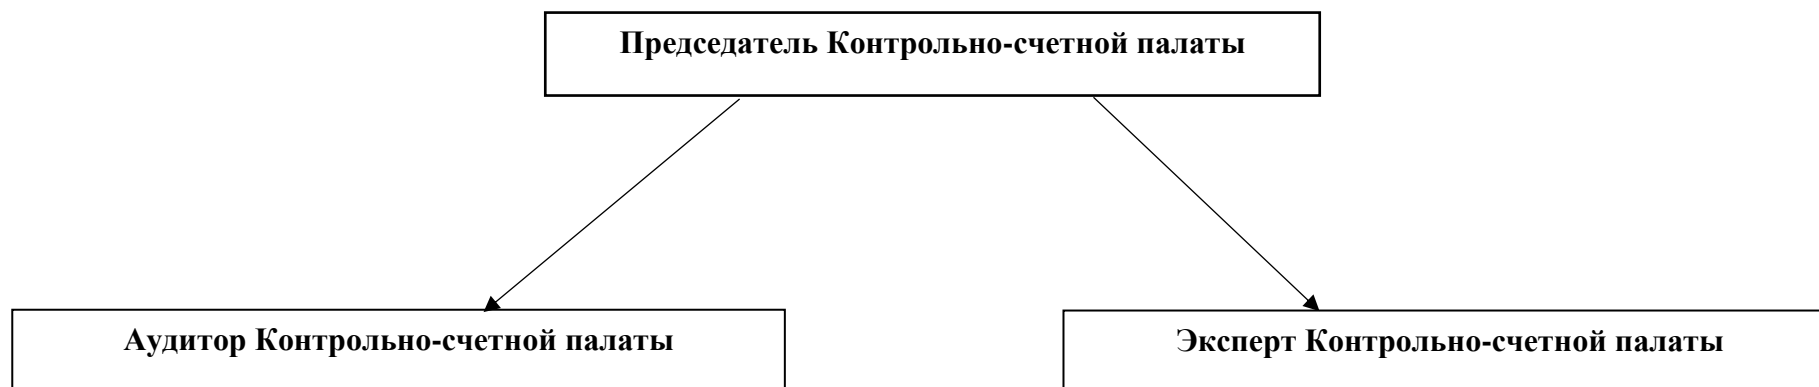 Председатель Контрольно-счетной палаты
Аудитор Контрольно-счетной палаты
Эксперт Контрольно-счетной палаты